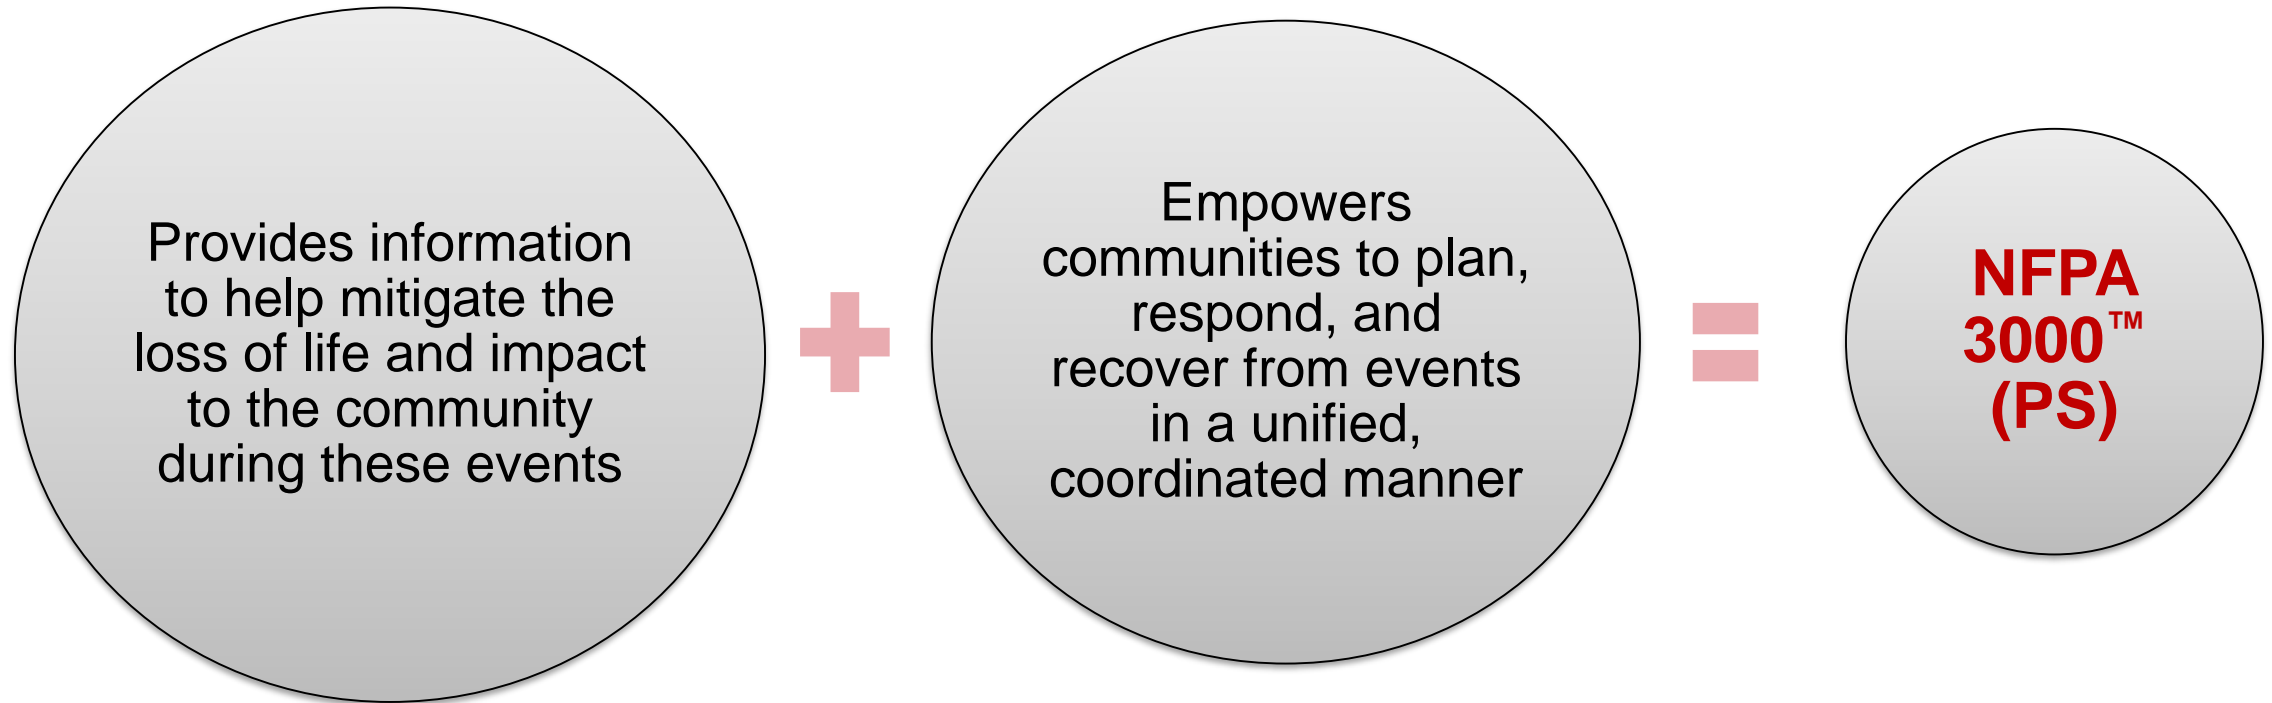 Provides information
to help mitigate the
loss of life and impact
to the community
during these events
Empowers
communities to plan,
respond, and
recover from events
in a unified,
coordinated manner
NFPA
3000™
(PS)